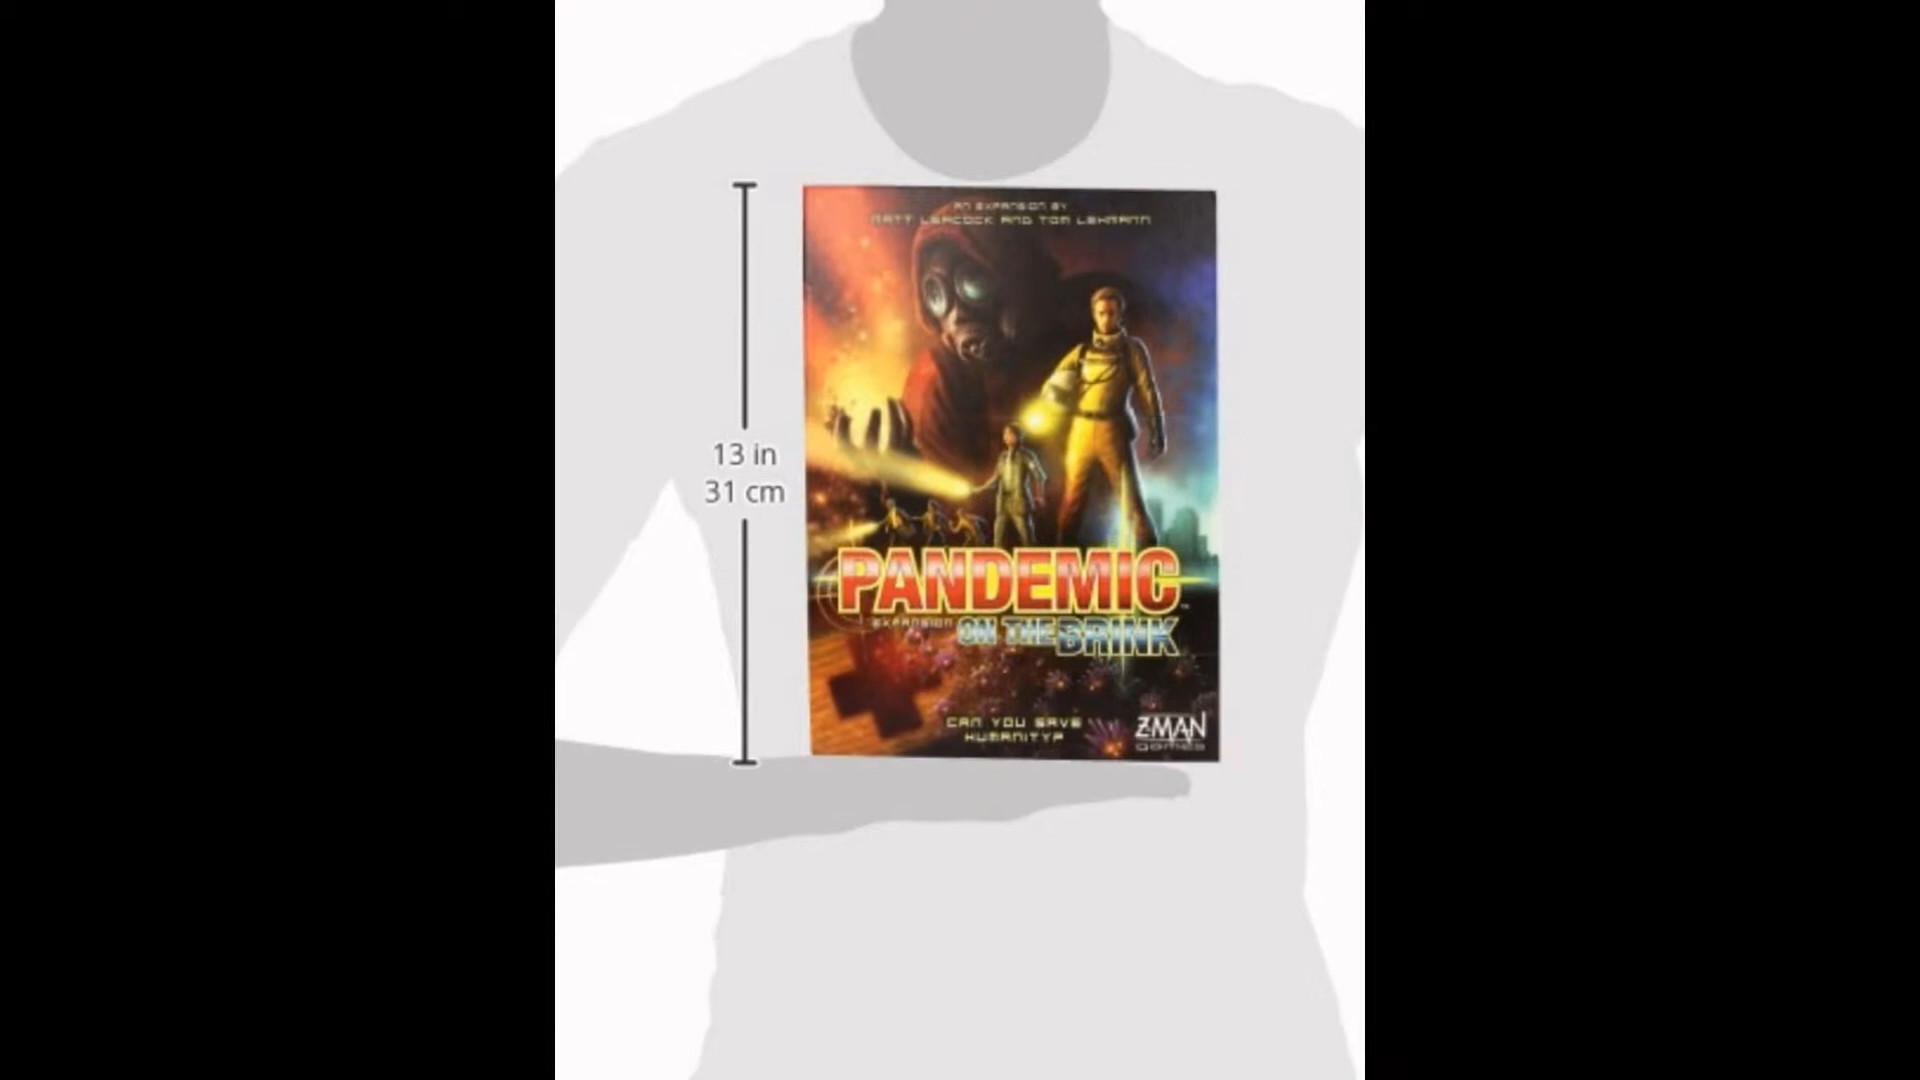 AN EXPANSION BY
MATT LEACOCK AND TOM LEHMANN
13 in
31 cm
PANDEMIC™
EXPANSION ON THE BRINK
CAN YOU SAVE
HUMANITY?
Z-MAN
GAMES